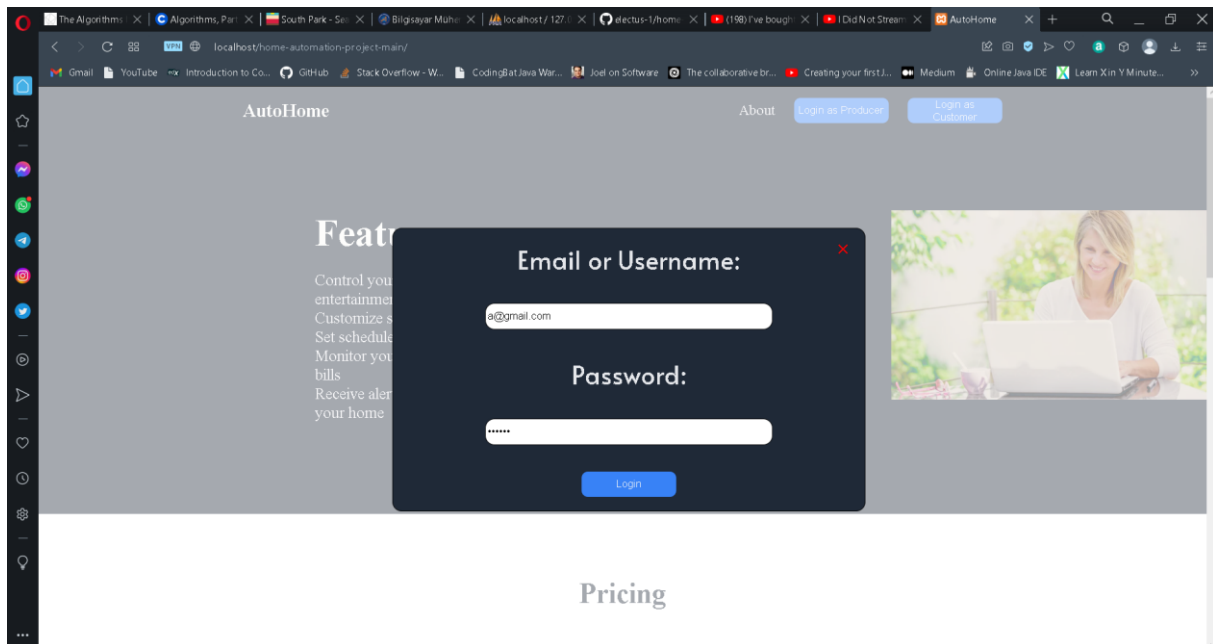 The Algorithms
Algorithms, Part
South Park - Se
Bilgisayar Mühe
localhost / 127.0
electus-1/home
(198) I've bough
I Did Not Stream
AutoHome
VPN
localhost/home-automation-project-main/
Gmail
YouTube
Introduction to Co...
GitHub
Stack Overflow - W...
CodingBat Java War...
Joel on Software
The collaborative br...
Creating your first J...
Medium
Online Java IDE
Learn X in Y Minute...
AutoHome
About
Login as Producer
Login as
Customer
Featu
Control you
entertainmen
Customize s
Set schedule
Monitor you
bills
Receive aler
your home
Email or Username:
a@gmail.com
Password:
Login
Pricing